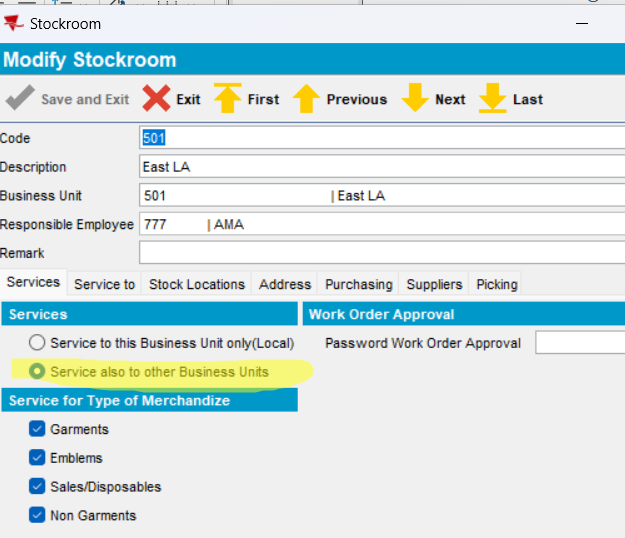 Stockroom
Modify Stockroom
Save and Exit Exit First Previous Next Last
Code 501
Description East LA
Business Unit 501 | East LA
Responsible Employee 777 | AMA
Remark
Services Service to Stock Locations Address Purchasing Suppliers Picking
Services Work Order Approval
Service to this Business Unit only(Local) Password Work Order Approval
Service also to other Business Units
Service for Type of Merchandize
Garments
Emblems
Sales/Disposables
Non Garments